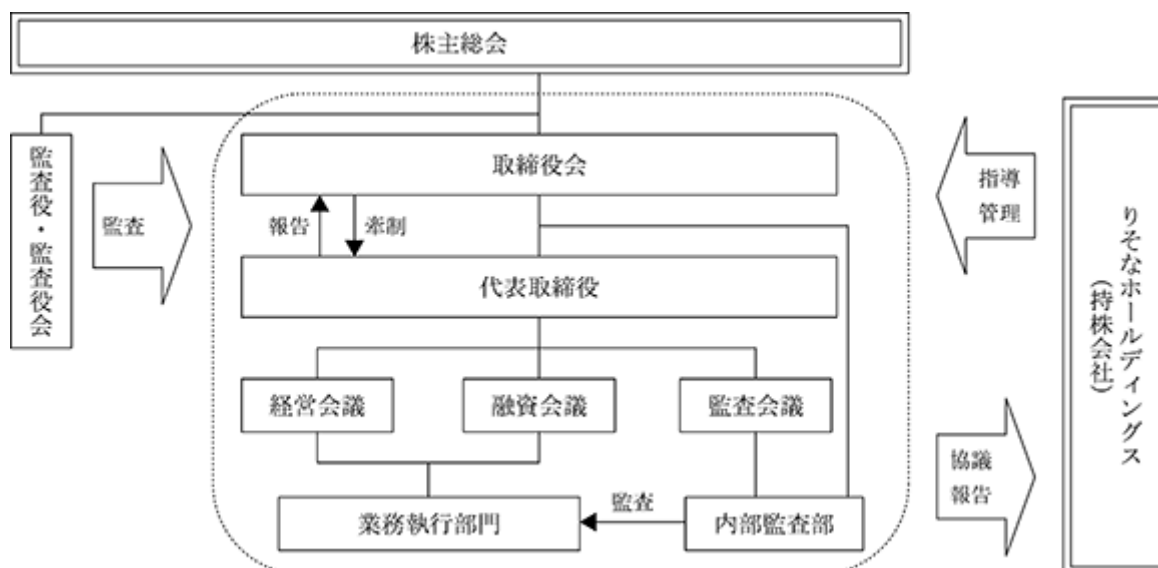 株主総会
監査役・監査役会
監査
取締役会
報告
牽制
代表取締役
経営会議
融資会議
監査会議
業務執行部門
監査
内部監査部
指導
管理
協議
報告
りそなホールディングス
(持株会社)